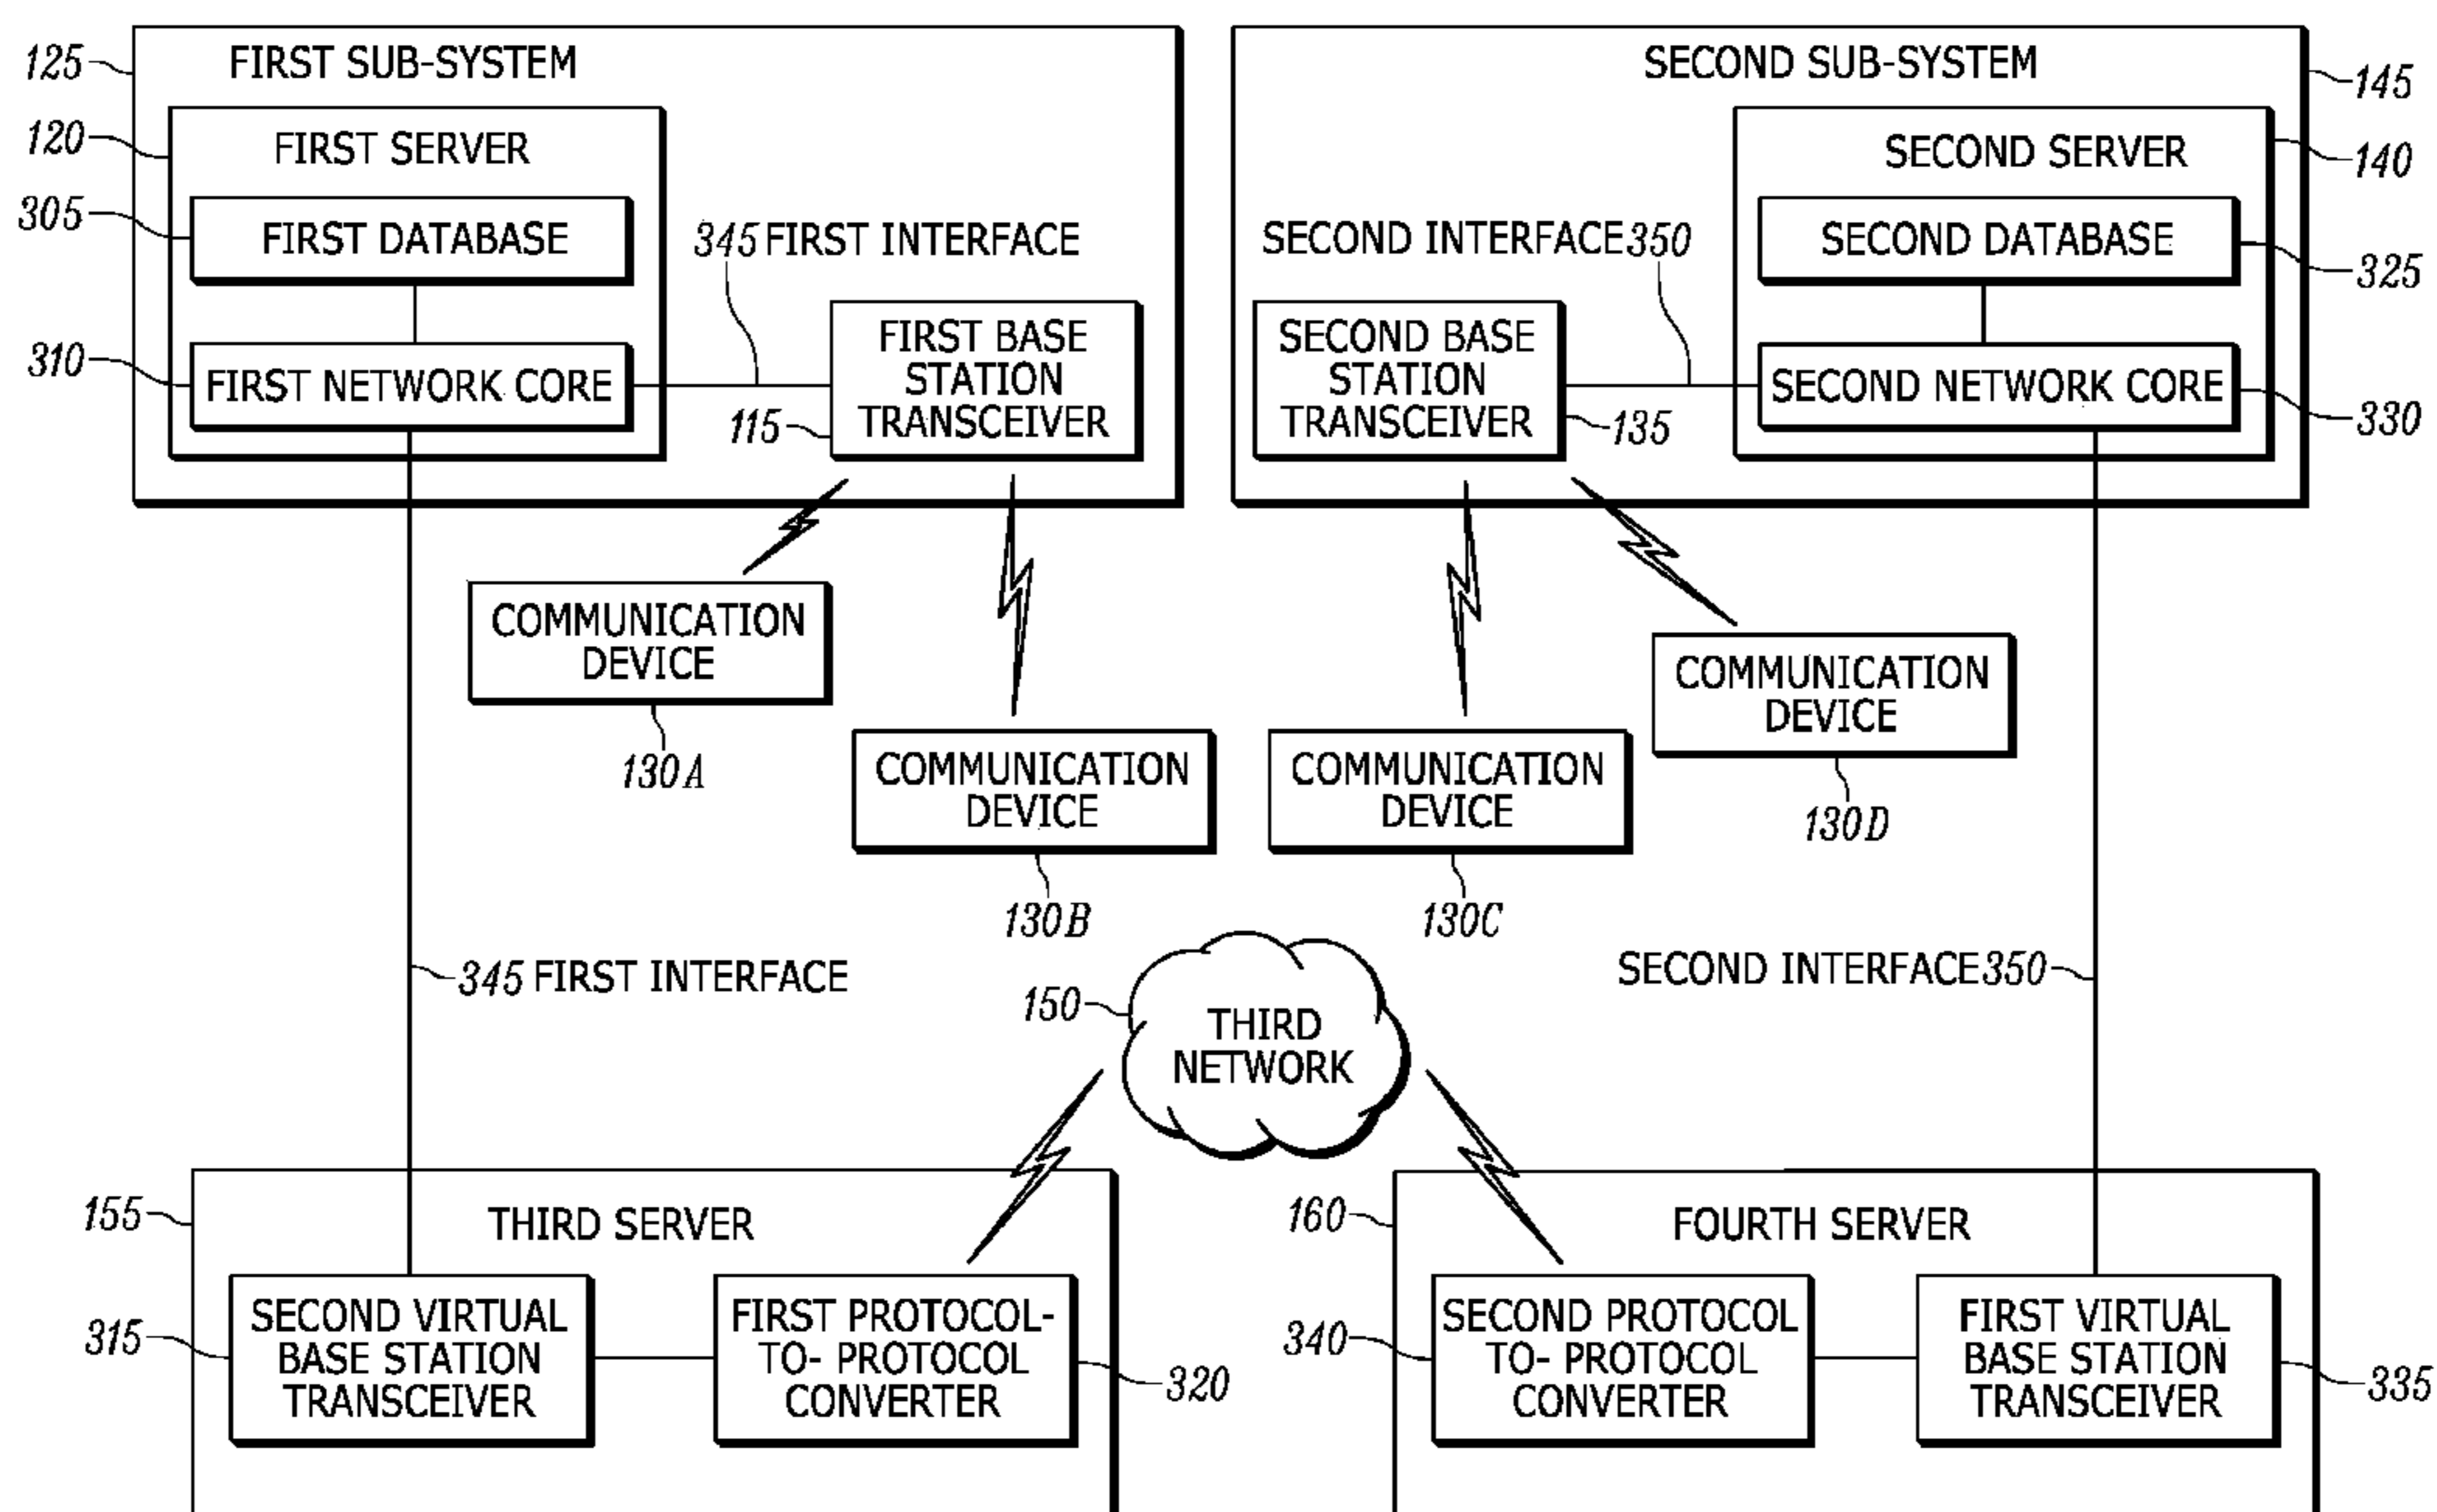 125
FIRST SUB-SYSTEM
120
FIRST SERVER
305
FIRST DATABASE
345 FIRST INTERFACE
310
FIRST NETWORK CORE
FIRST BASE
STATION
TRANSCEIVER
115
SECOND SUB-SYSTEM
145
SECOND SERVER
140
SECOND INTERFACE 350
SECOND DATABASE
325
SECOND BASE
STATION
TRANSCEIVER
135
SECOND NETWORK CORE
330
COMMUNICATION
DEVICE
130A
COMMUNICATION
DEVICE
130B
COMMUNICATION
DEVICE
130C
COMMUNICATION
DEVICE
130D
345 FIRST INTERFACE
SECOND INTERFACE 350
150
THIRD
NETWORK
155
THIRD SERVER
315
SECOND VIRTUAL
BASE STATION
TRANSCEIVER
FIRST PROTOCOL-
TO- PROTOCOL
CONVERTER
320
160
FOURTH SERVER
340
SECOND PROTOCOL
TO- PROTOCOL
CONVERTER
FIRST VIRTUAL
BASE STATION
TRANSCEIVER
335